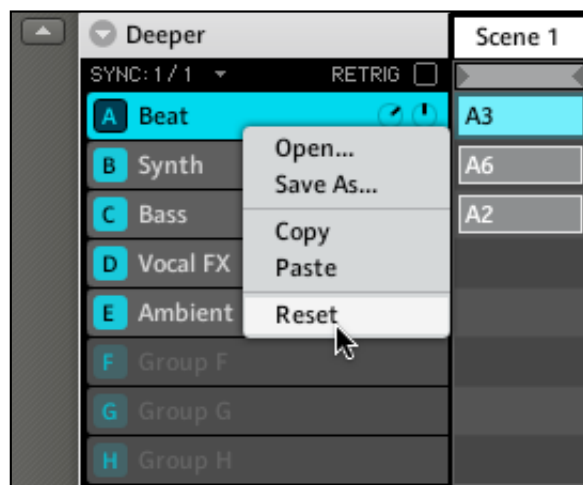 Deeper
Scene 1
SYNC: 1 / 1
RETRIG
A Beat
A3
Open...
B Synth
A6
Save As...
C Bass
A2
Copy
D Vocal FX
Paste
E Ambient
Reset
F Group F
G Group G
H Group H